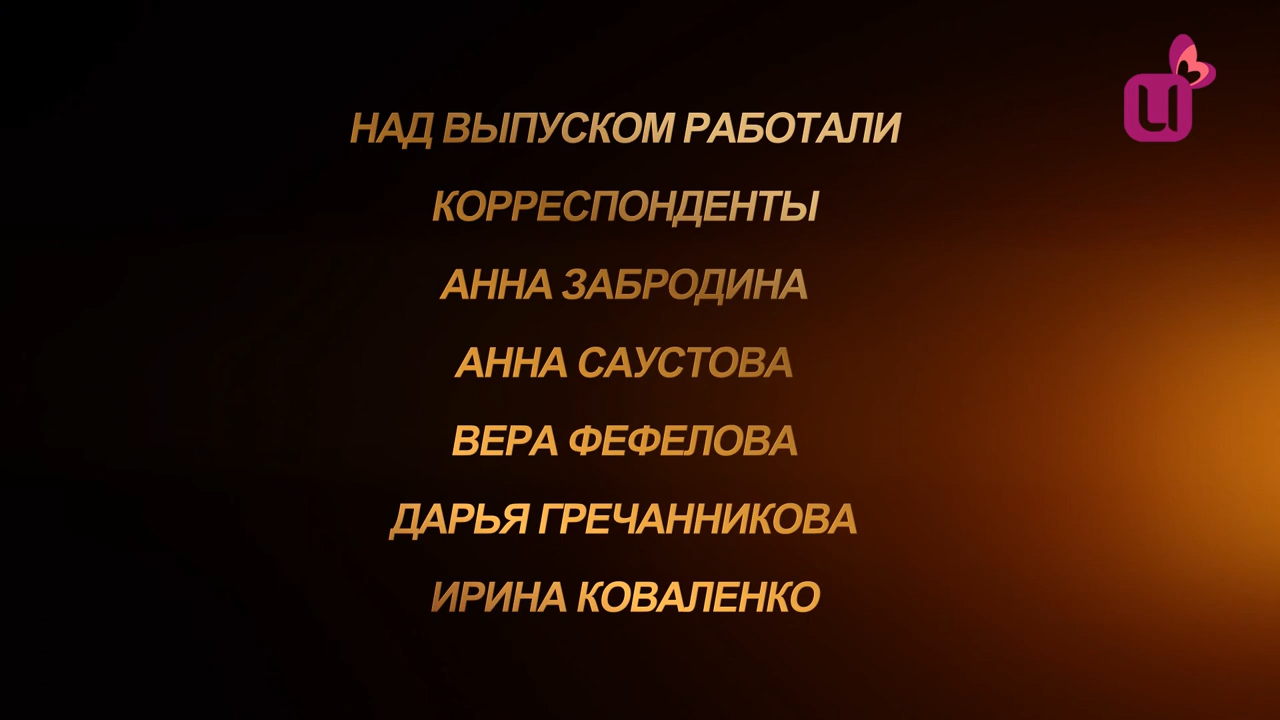 НАД ВЫПУСКОМ РАБОТАЛИ
КОРРЕСПОНДЕНТЫ
АННА ЗАБРОДИНА
АННА САУСТОВА
ВЕРА ФЕФЕЛОВА
ДАРЬЯ ГРЕЧАННИКОВА
ИРИНА КОВАЛЕНКО